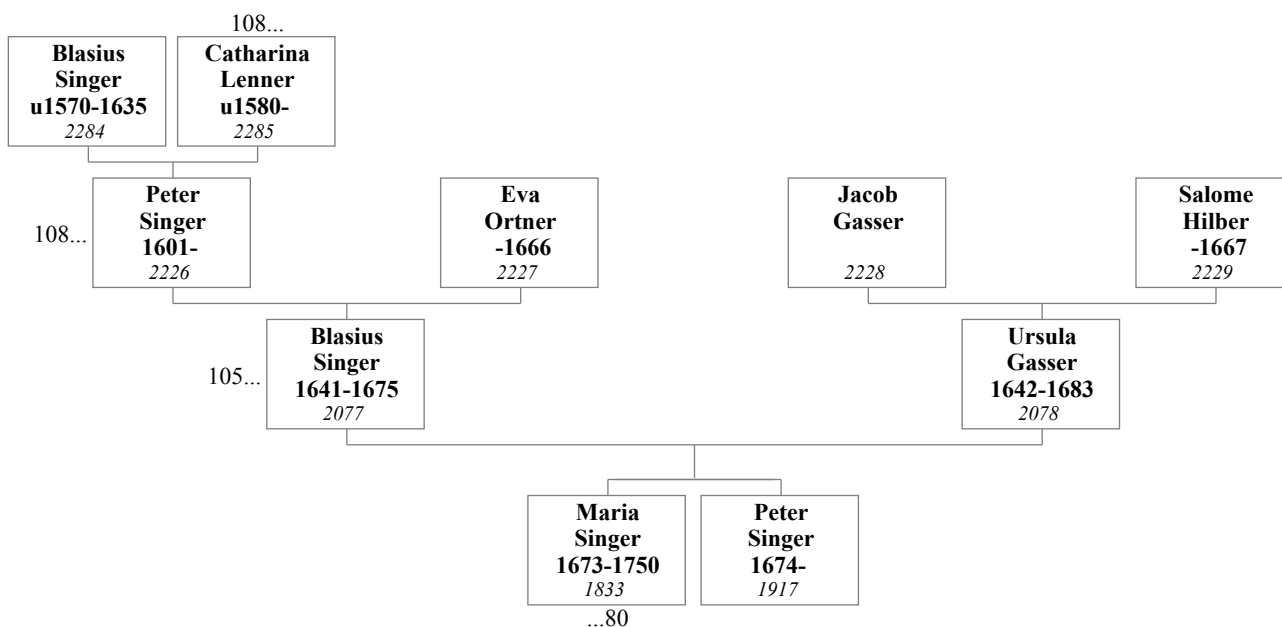 108...
Blasius
Singer
u1570-1635
2284
Catharina
Lenner
u1580-
2285
108...
Peter
Singer
1601-
2226
Eva
Ortner
-1666
2227
Jacob
Gasser
2228
Salome
Hilber
-1667
2229
105...
Blasius
Singer
1641-1675
2077
Ursula
Gasser
1642-1683
2078
Maria
Singer
1673-1750
1833
Peter
Singer
1674-
1917
...80